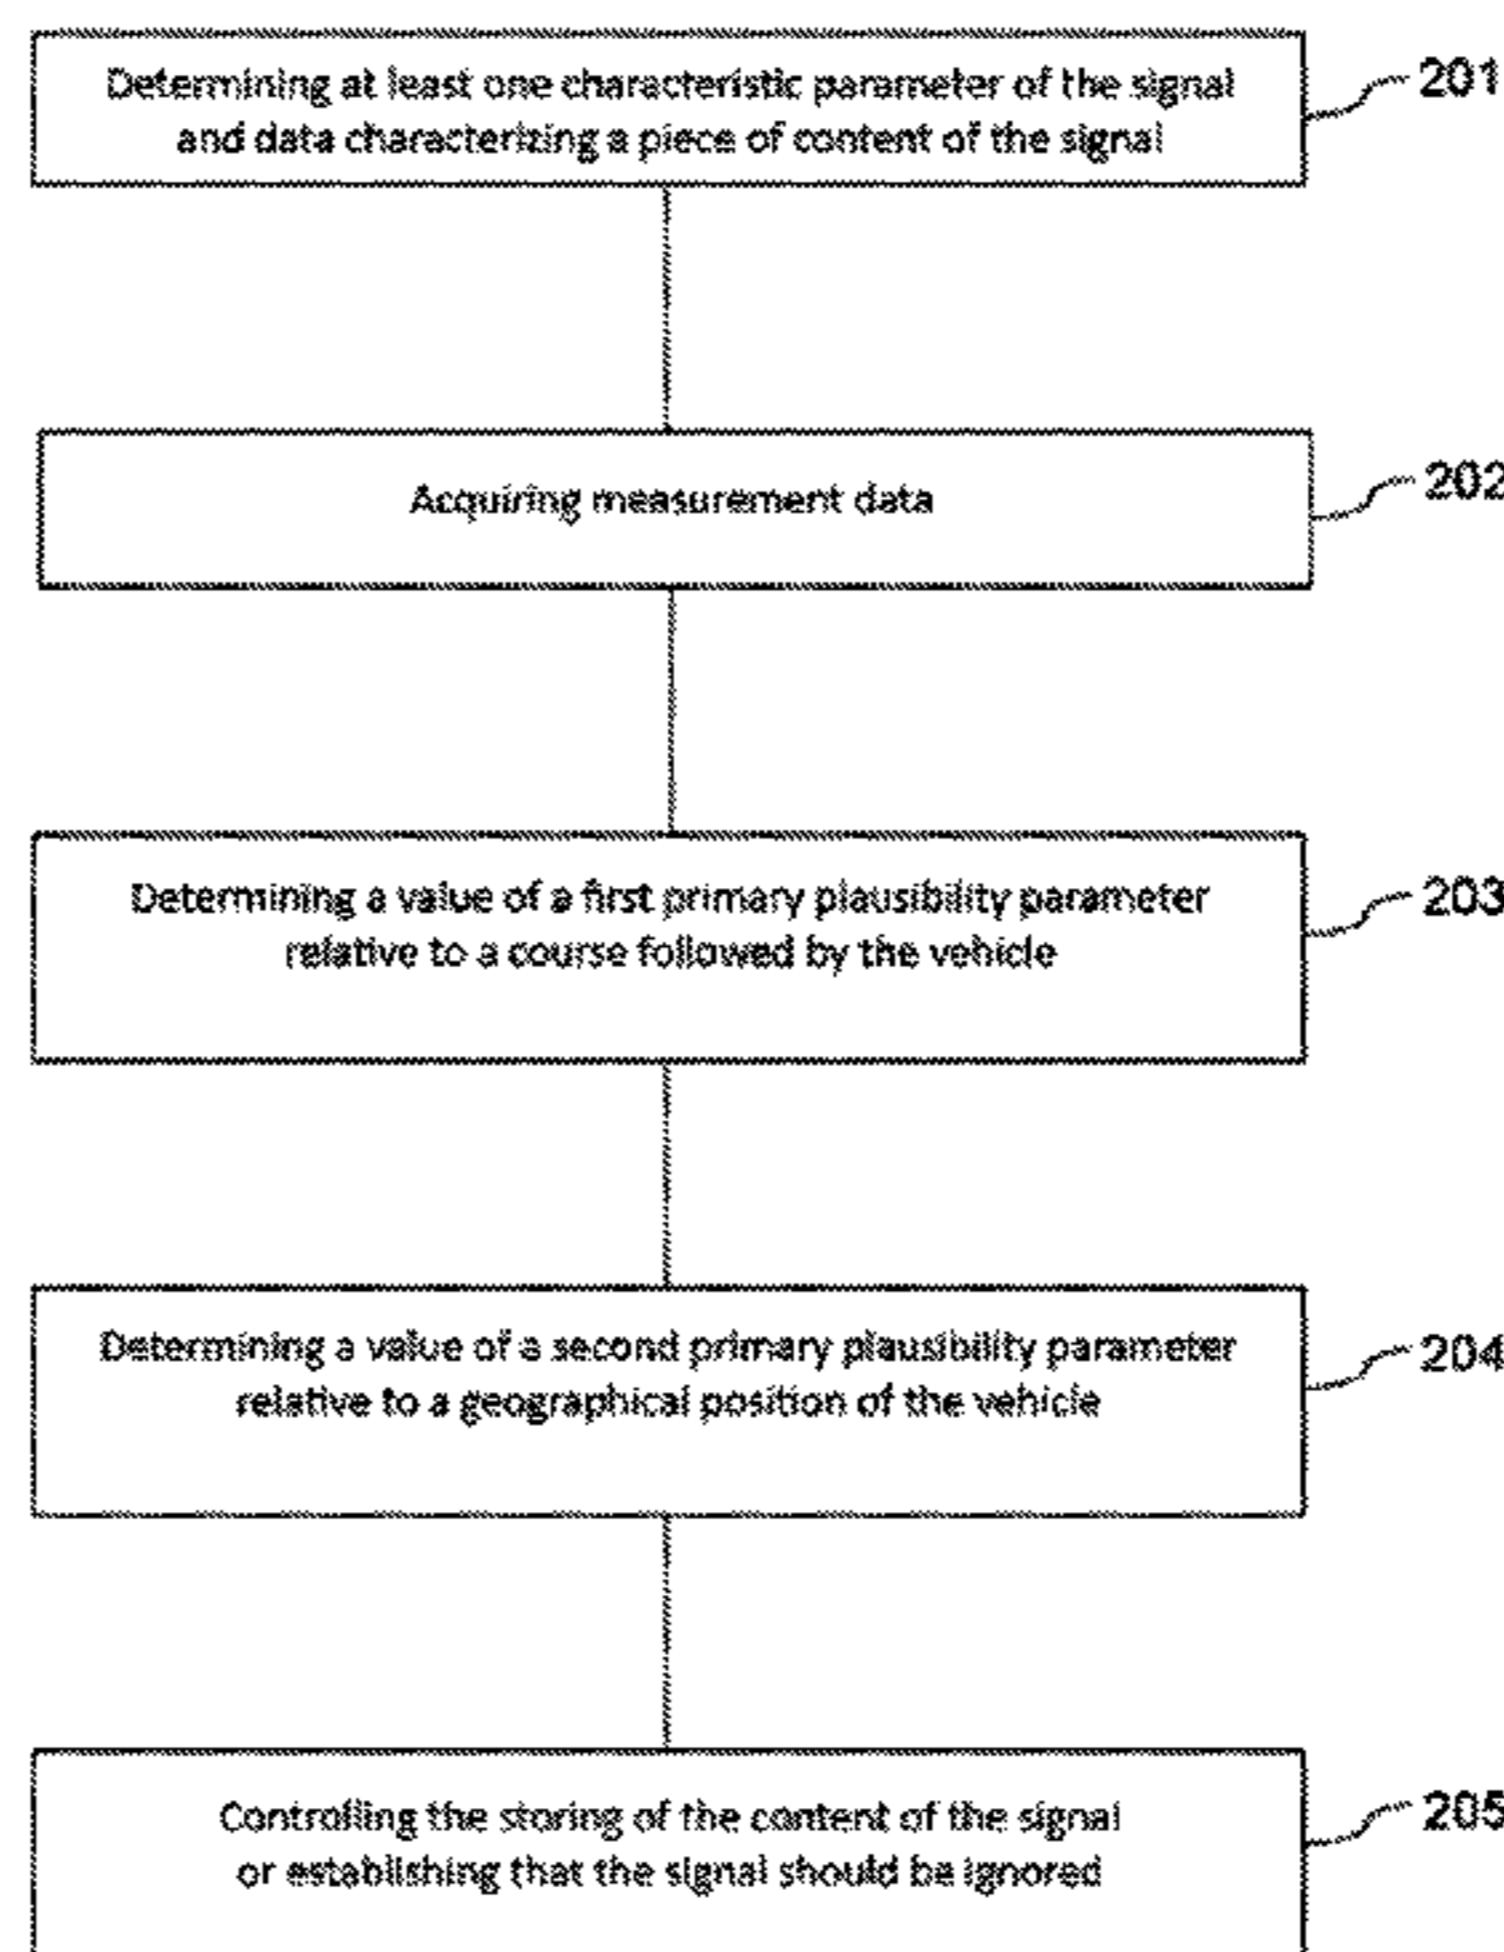 Determining at least one characteristic parameter of the signal
and data characterizing a piece of content of the signal
201
Acquiring measurement data
202
Determining a value of a first primary plausibility parameter
relative to a course followed by the vehicle
203
Determining a value of a second primary plausibility parameter
relative to a geographical position of the vehicle
204
Controlling the storing of the content of the signal
or establishing that the signal should be ignored
205